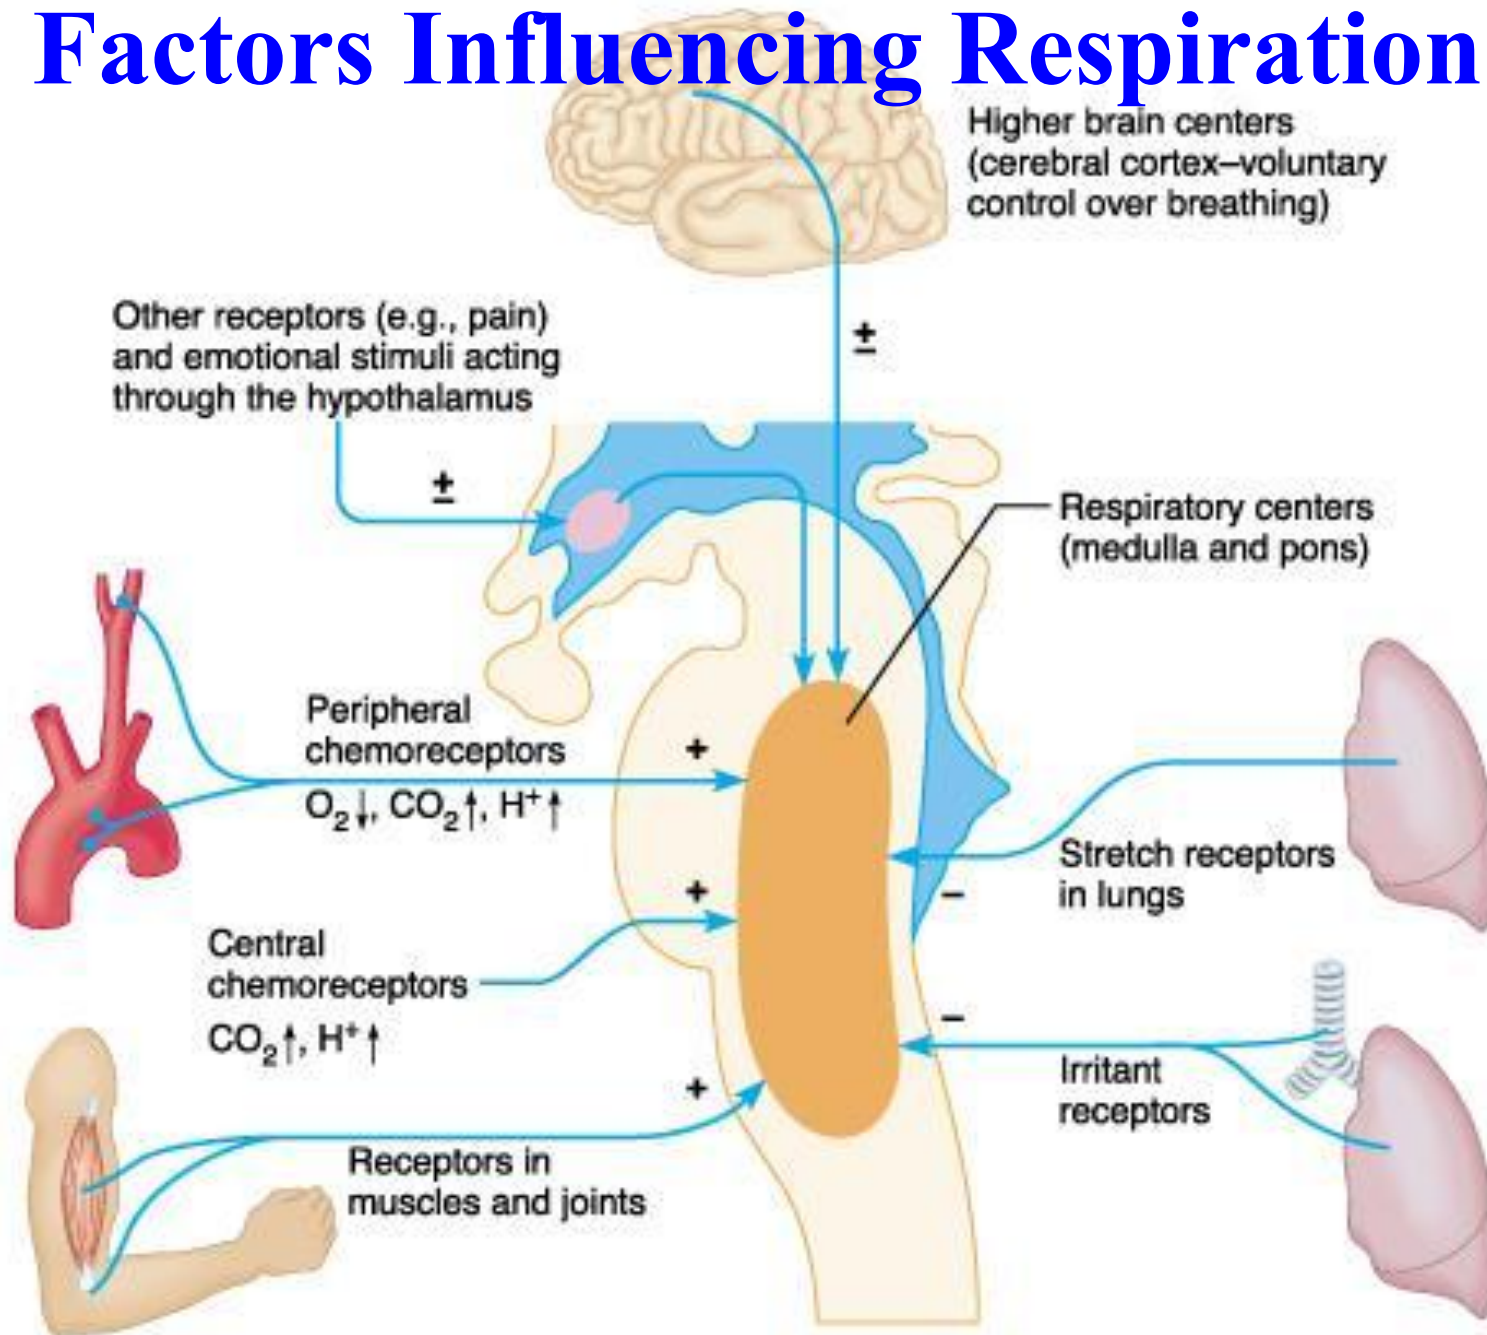 Factors Influencing Respiration
Higher brain centers
(cerebral cortex–voluntary
control over breathing)
Other receptors (e.g., pain)
and emotional stimuli acting
through the hypothalamus
±
±
Respiratory centers
(medulla and pons)
Peripheral
chemoreceptors
O₂↓, CO₂↑, H⁺↑
+
Stretch receptors
in lungs
–
Central
chemoreceptors
CO₂↑, H⁺↑
+
–
Irritant
receptors
+
Receptors in
muscles and joints